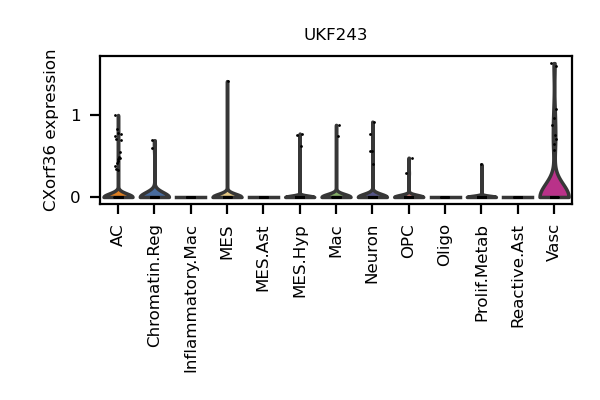 UKF243
CXorf36 expression
1
0
AC
Chromatin.Reg
Inflammatory.Mac
MES
MES.Ast
MES.Hyp
Mac
Neuron
OPC
Oligo
Prolif.Metab
Reactive.Ast
Vasc